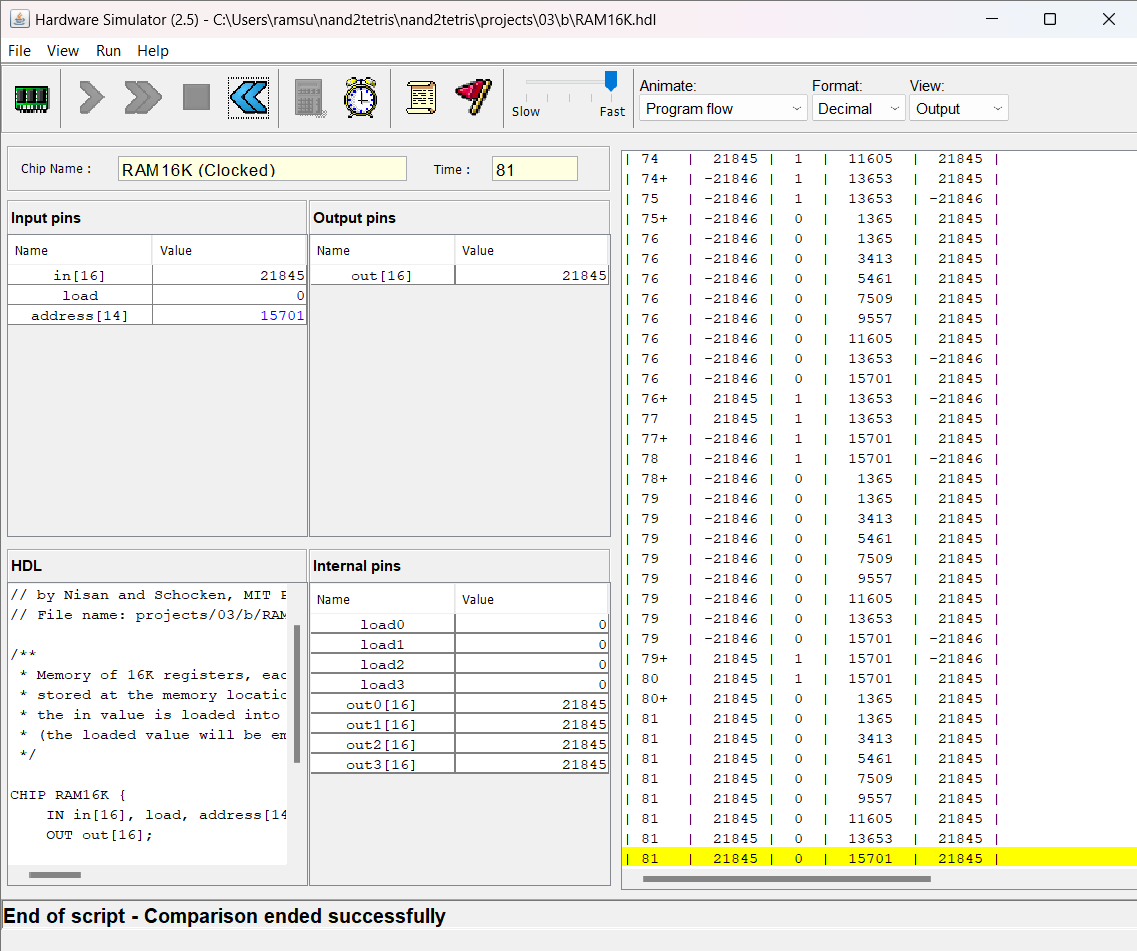 Hardware Simulator (2.5) - C:\Users\ramsu\nand2tetris\nand2tetris\projects\03\b\RAM16K.hdl
File View Run Help
Animate: Format: View:
Slow Fast Program flow Decimal Output
Chip Name : RAM16K (Clocked) Time : 81
Input pins
Name Value
in[16] 21845
load 0
address[14] 15701
Output pins
Name Value
out[16] 21845
HDL
// by Nisan and Schocken, MIT P
// File name: projects/03/b/RAM
/**
* Memory of 16K registers, eac
* stored at the memory locatio
* the in value is loaded into
* (the loaded value will be em
*/
CHIP RAM16K {
IN in[16], load, address[14
OUT out[16];
Internal pins
Name Value
load0 0
load1 0
load2 0
load3 0
out0[16] 21845
out1[16] 21845
out2[16] 21845
out3[16] 21845
| 74 | 21845 | 1 | 11605 | 21845 |
| 74+ | -21846 | 1 | 13653 | 21845 |
| 75 | -21846 | 1 | 13653 | -21846 |
| 75+ | -21846 | 0 | 1365 | 21845 |
| 76 | -21846 | 0 | 1365 | 21845 |
| 76 | -21846 | 0 | 3413 | 21845 |
| 76 | -21846 | 0 | 5461 | 21845 |
| 76 | -21846 | 0 | 7509 | 21845 |
| 76 | -21846 | 0 | 9557 | 21845 |
| 76 | -21846 | 0 | 11605 | 21845 |
| 76 | -21846 | 0 | 13653 | -21846 |
| 76 | -21846 | 0 | 15701 | 21845 |
| 76+ | 21845 | 1 | 13653 | -21846 |
| 77 | 21845 | 1 | 13653 | 21845 |
| 77+ | -21846 | 1 | 15701 | 21845 |
| 78 | -21846 | 1 | 15701 | -21846 |
| 78+ | -21846 | 0 | 1365 | 21845 |
| 79 | -21846 | 0 | 1365 | 21845 |
| 79 | -21846 | 0 | 3413 | 21845 |
| 79 | -21846 | 0 | 5461 | 21845 |
| 79 | -21846 | 0 | 7509 | 21845 |
| 79 | -21846 | 0 | 9557 | 21845 |
| 79 | -21846 | 0 | 11605 | 21845 |
| 79 | -21846 | 0 | 13653 | 21845 |
| 79 | -21846 | 0 | 15701 | -21846 |
| 79+ | 21845 | 1 | 15701 | -21846 |
| 80 | 21845 | 1 | 15701 | 21845 |
| 80+ | 21845 | 0 | 1365 | 21845 |
| 81 | 21845 | 0 | 1365 | 21845 |
| 81 | 21845 | 0 | 3413 | 21845 |
| 81 | 21845 | 0 | 5461 | 21845 |
| 81 | 21845 | 0 | 7509 | 21845 |
| 81 | 21845 | 0 | 9557 | 21845 |
| 81 | 21845 | 0 | 11605 | 21845 |
| 81 | 21845 | 0 | 13653 | 21845 |
| 81 | 21845 | 0 | 15701 | 21845 |
End of script - Comparison ended successfully